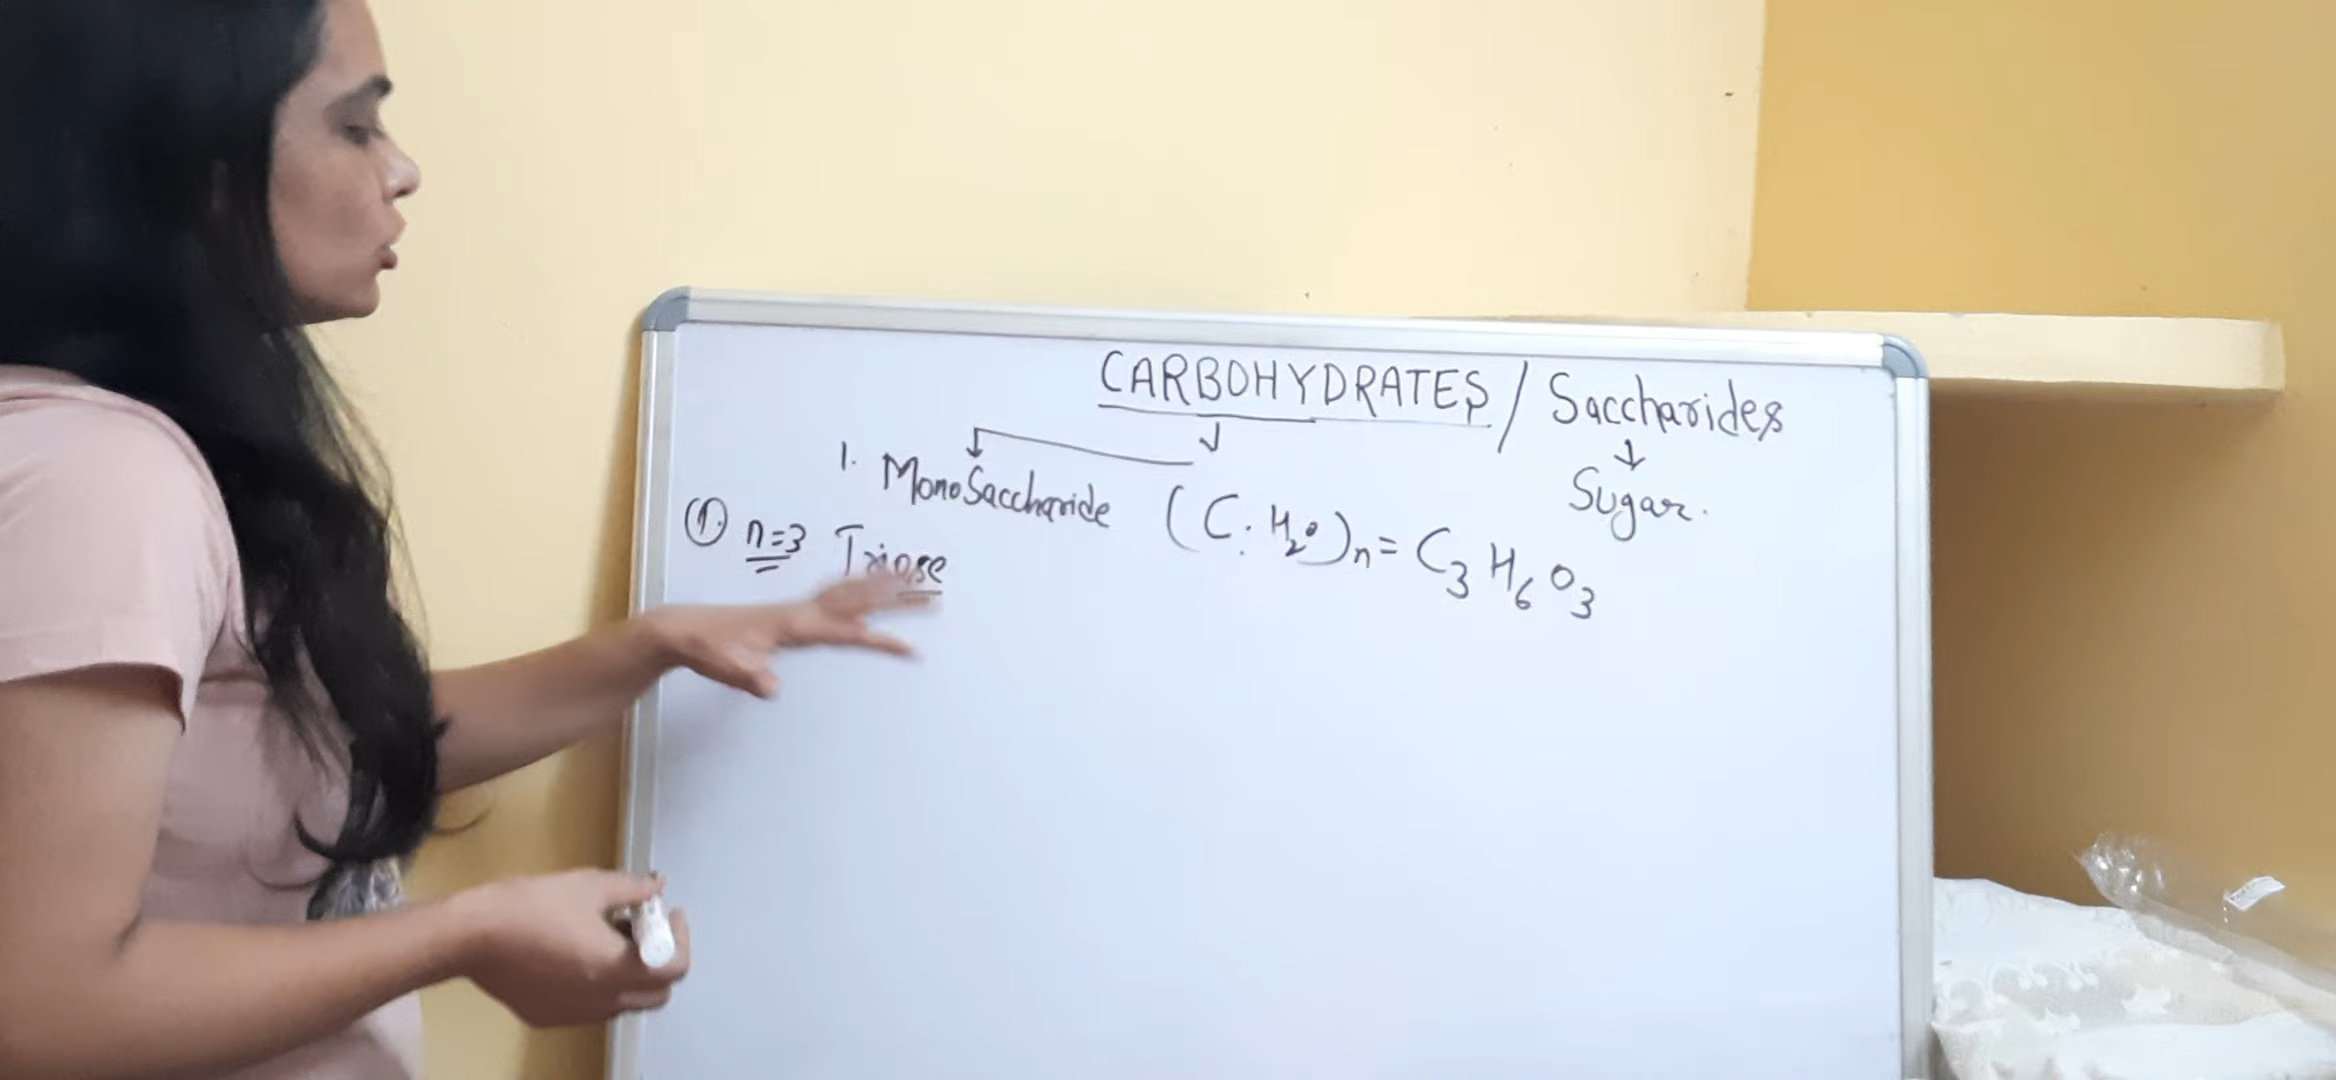 CARBOHYDRATES / Saccharides
↓ ↓
Sugar.
1. MonoSaccharide (C.H₂O)n = C₃H₆O₃
①. n=3 Triose